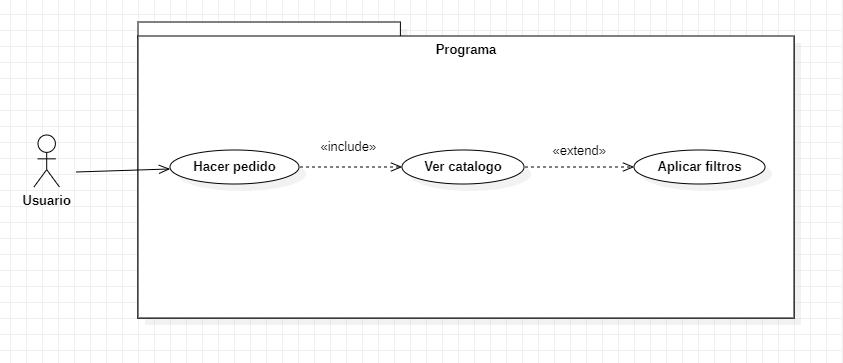 Programa
«include»
«extend»
Hacer pedido
Ver catalogo
Aplicar filtros
Usuario